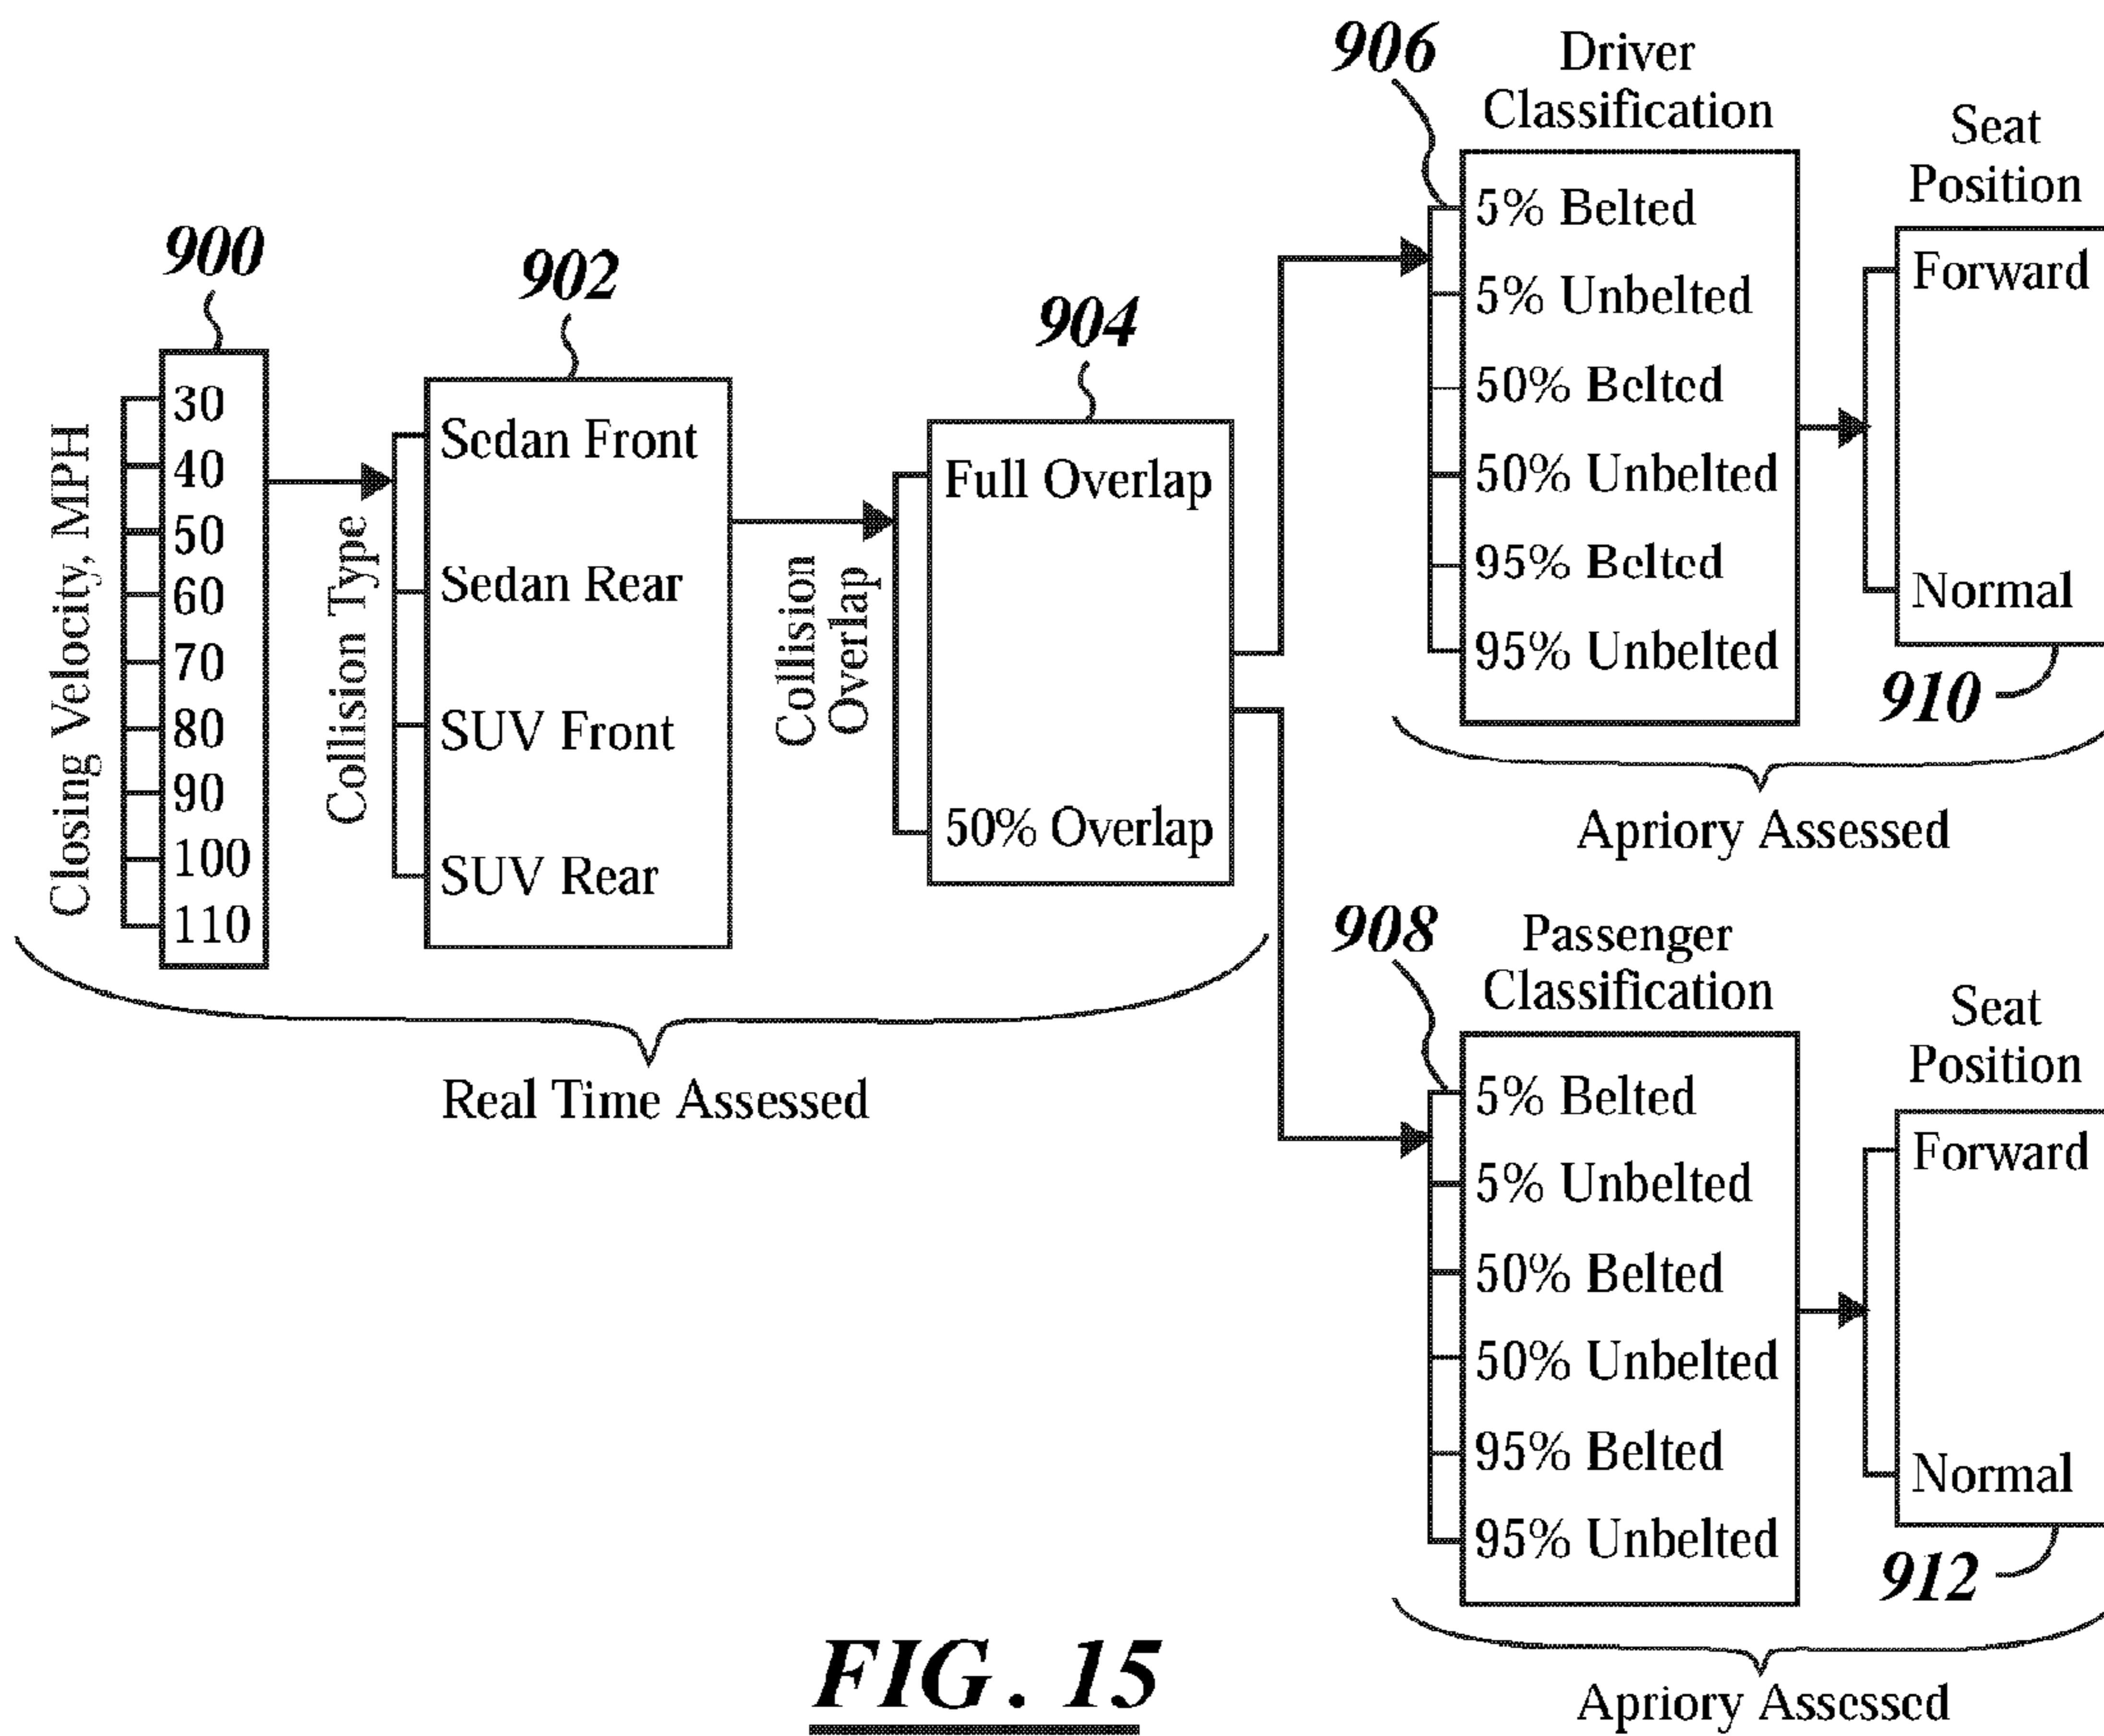 900
Closing Velocity, MPH
30
40
50
60
70
80
90
100
110
902
Collision Type
Sedan Front
Sedan Rear
SUV Front
SUV Rear
904
Collision
Overlap
Full Overlap
50% Overlap
Real Time Assessed
906
Driver
Classification
5% Belted
5% Unbelted
50% Belted
50% Unbelted
95% Belted
95% Unbelted
Seat
Position
Forward
Normal
910
Apriory Assessed
908
Passenger
Classification
5% Belted
5% Unbelted
50% Belted
50% Unbelted
95% Belted
95% Unbelted
Seat
Position
Forward
Normal
912
Apriory Assessed
FIG. 15